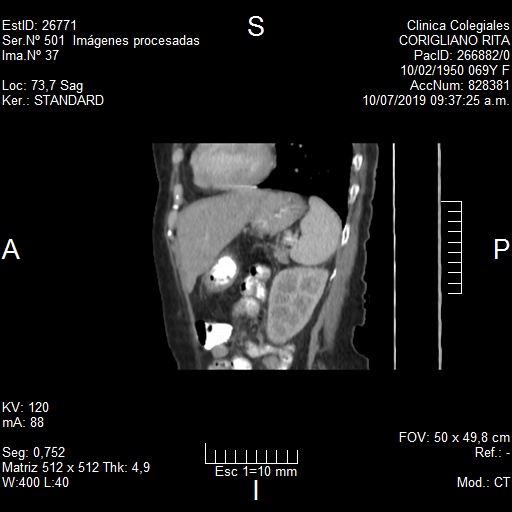 EstID: 26771
Ser.Nº 501  Imágenes procesadas
Ima.Nº 37
Loc: 73,7 Sag
Ker.: STANDARD
S
Clinica Colegiales
CORIGLIANO RITA
PacID: 266882/0
10/02/1950 069Y F
AccNum: 828381
10/07/2019 09:37:25 a.m.
A
P
KV: 120
mA: 88
Seg: 0,752
Matriz 512 x 512 Thk: 4,9
W:400 L:40
Esc 1=10 mm
I
FOV: 50 x 49,8 cm
Ref.: -
Mod.: CT